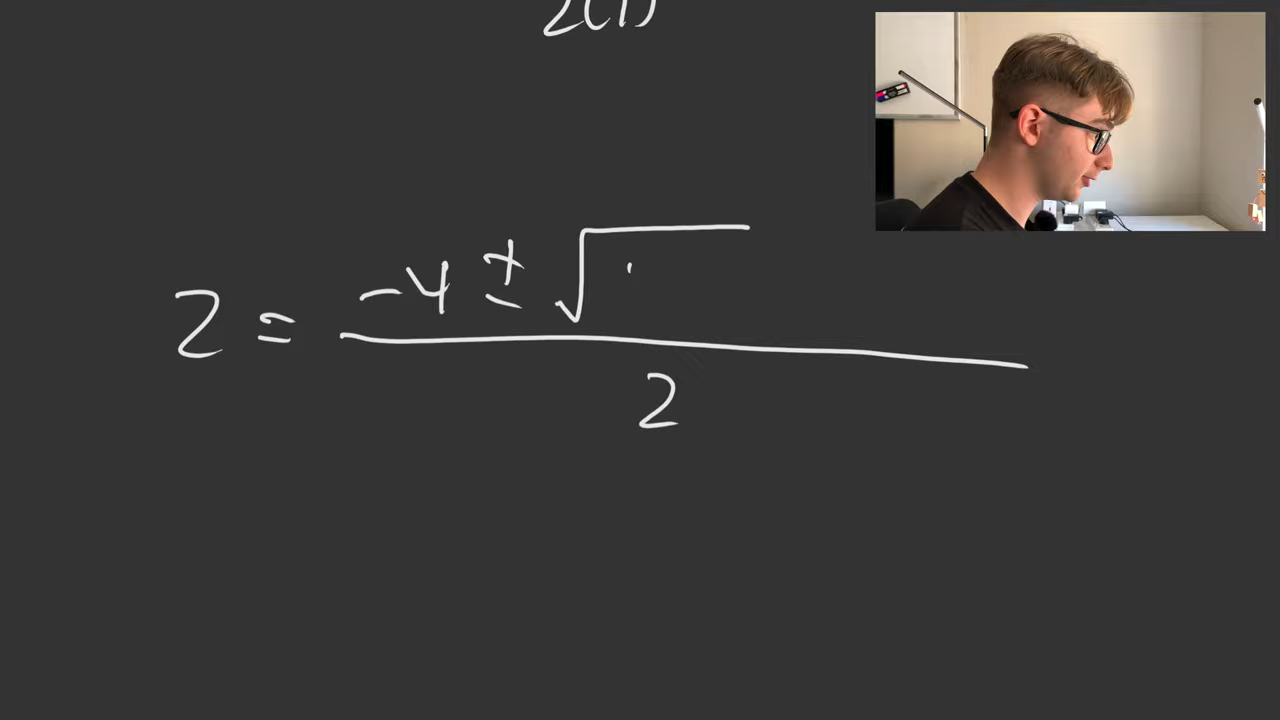 2(1)
z = -4 ± √
2